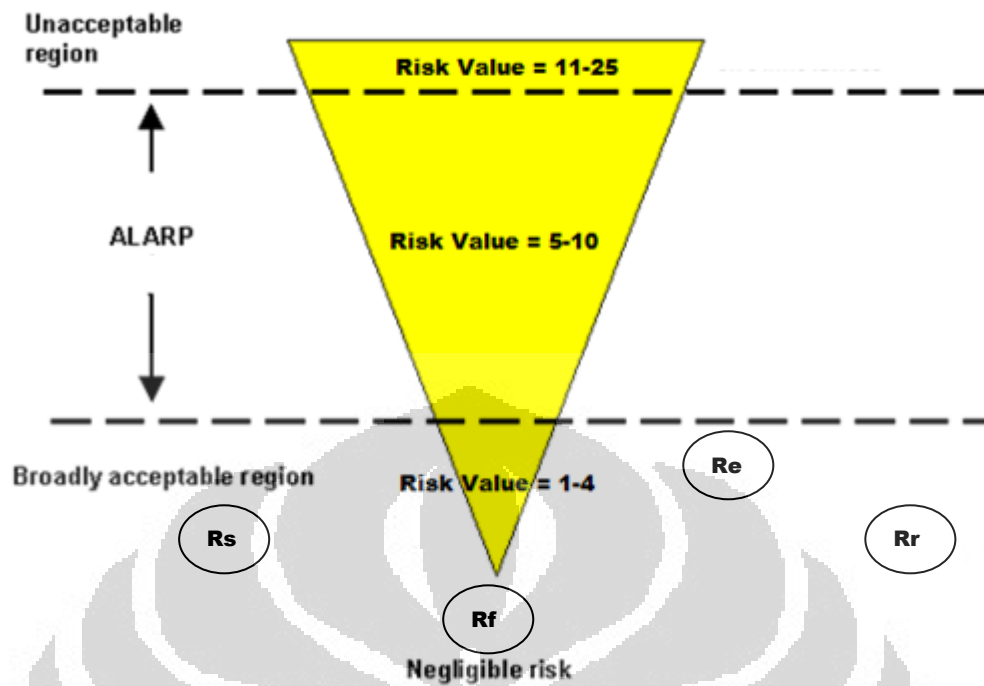 Unacceptable
region
Risk Value = 11-25
ALARP
Risk Value = 5-10
Broadly acceptable region
Risk Value = 1-4
Re
Rs
Rr
Rf
Negligible risk